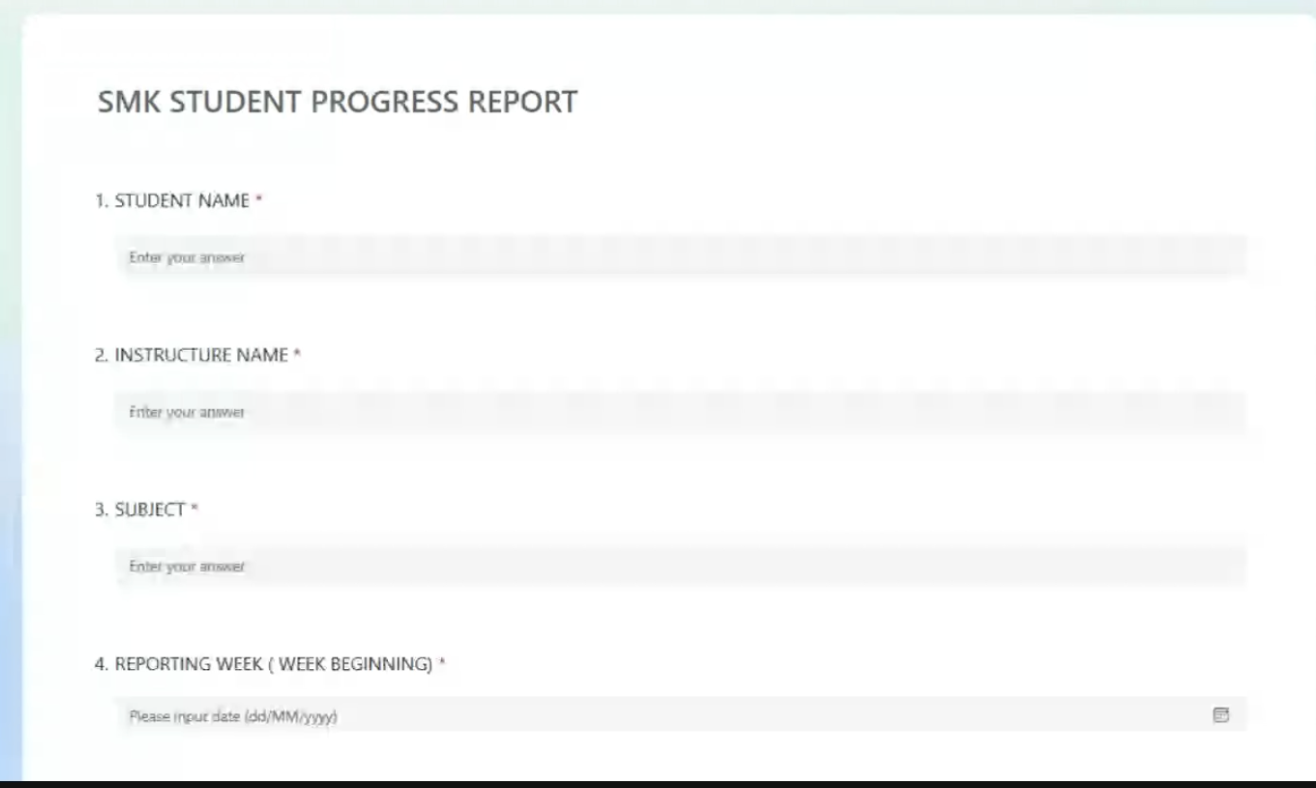 SMK STUDENT PROGRESS REPORT
1. STUDENT NAME *
Enter your answer
2. INSTRUCTURE NAME *
Enter your answer
3. SUBJECT *
Enter your answer
4. REPORTING WEEK ( WEEK BEGINNING) *
Please input date (dd/MM/yyyy)